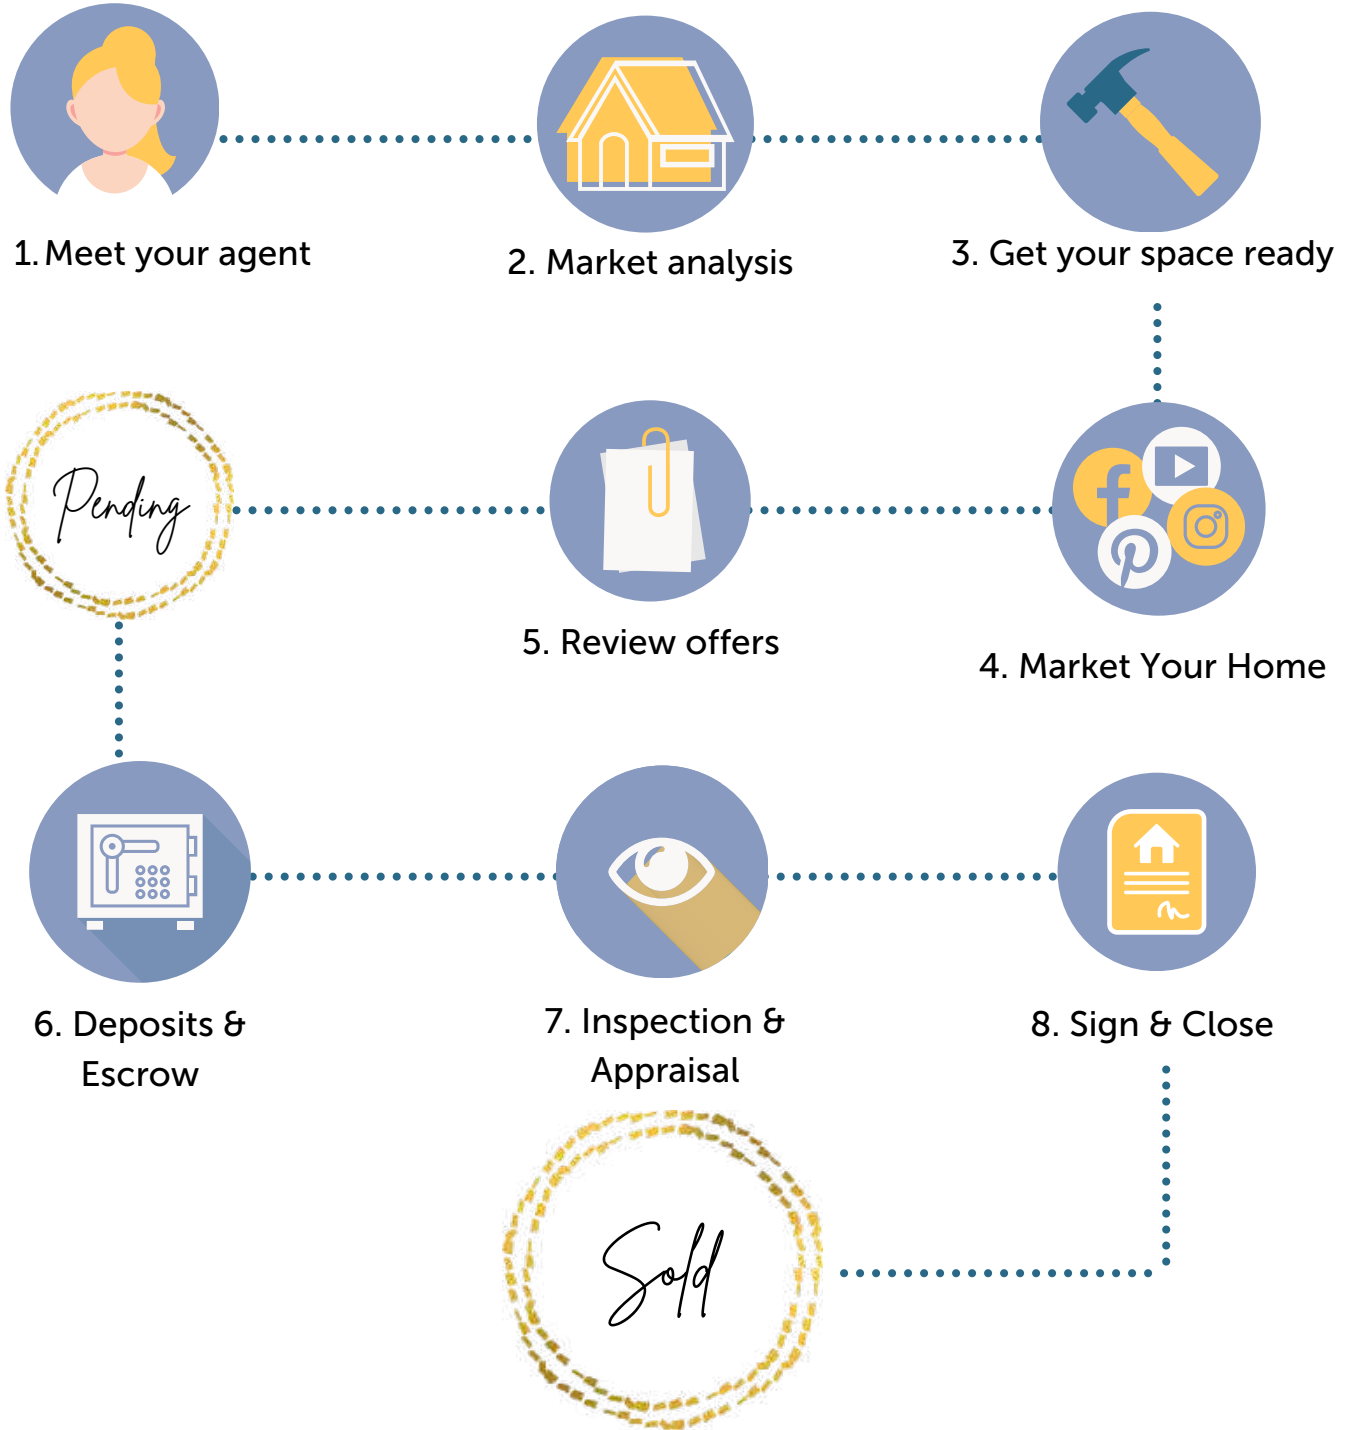 1. Meet your agent
2. Market analysis
3. Get your space ready
4. Market Your Home
5. Review offers
Pending
6. Deposits &
Escrow
7. Inspection &
Appraisal
8. Sign & Close
Sold